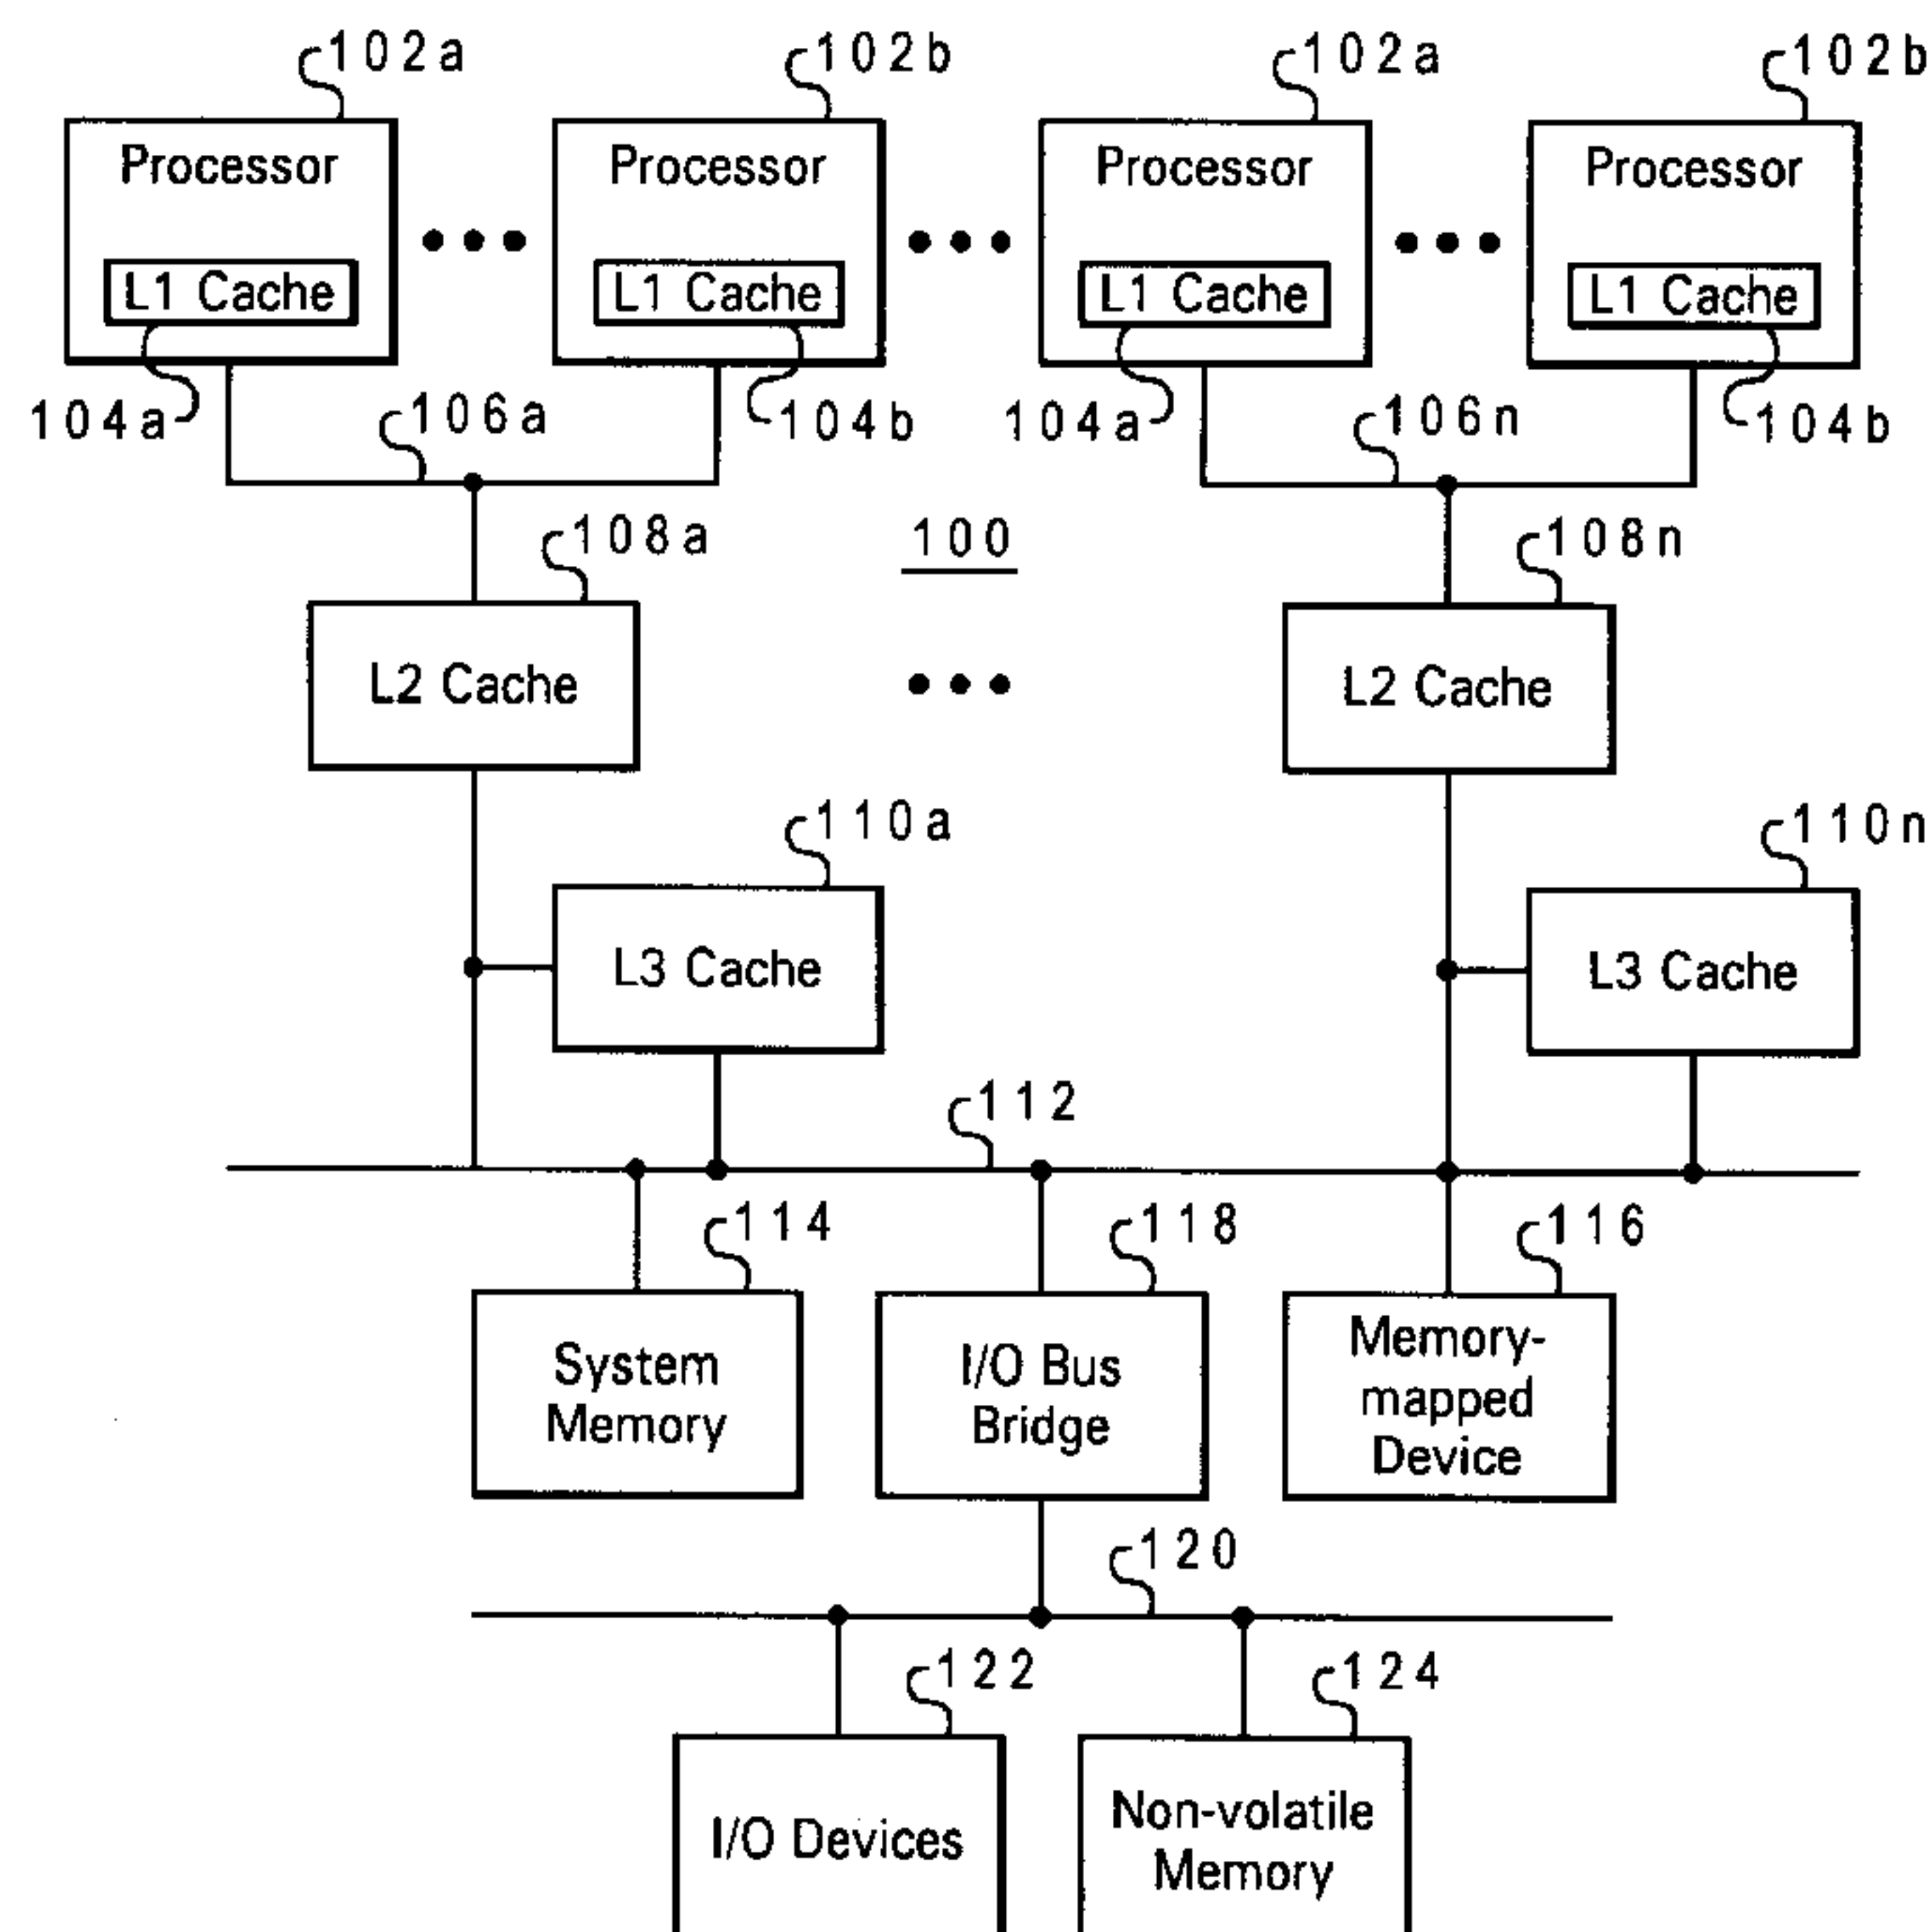 102a
102b
102a
102b
Processor
Processor
Processor
Processor
L1 Cache
L1 Cache
L1 Cache
L1 Cache
104a
106a
104b
104a
106n
104b
108a
100
108n
L2 Cache
L2 Cache
110a
110n
L3 Cache
L3 Cache
112
114
118
116
System
Memory
I/O Bus
Bridge
Memory-
mapped
Device
120
122
124
I/O Devices
Non-volatile
Memory